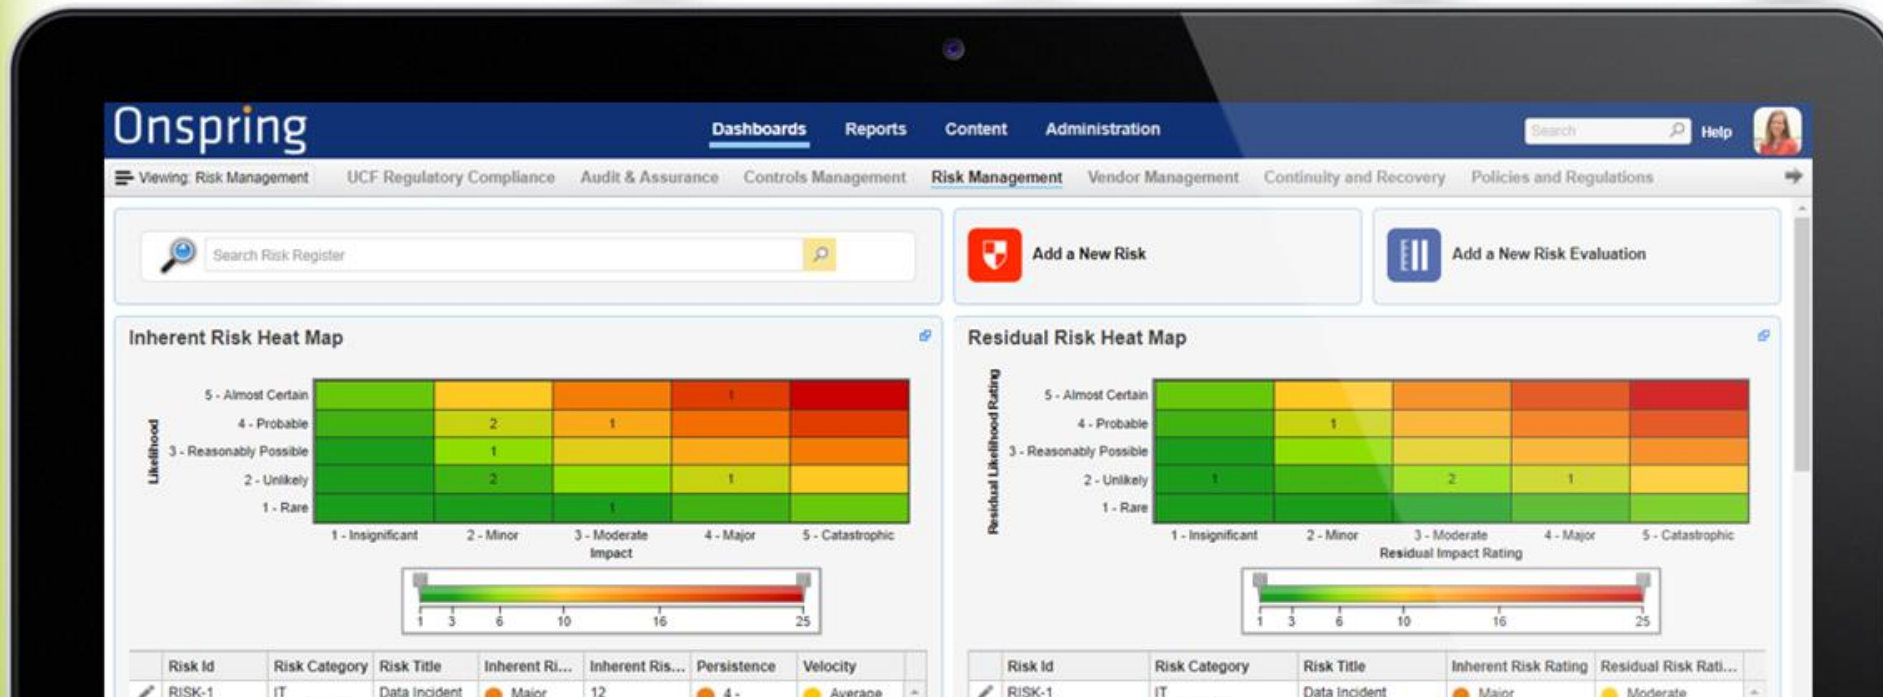 Onspring
Dashboards Reports Content Administration Search Help
Viewing: Risk Management UCF Regulatory Compliance Audit & Assurance Controls Management Risk Management Vendor Management Continuity and Recovery Policies and Regulations
Search Risk Register
Add a New Risk
Add a New Risk Evaluation
Inherent Risk Heat Map
Likelihood
5 - Almost Certain 1
4 - Probable 2 1
3 - Reasonably Possible 1
2 - Unlikely 2 1
1 - Rare 1
1 - Insignificant 2 - Minor 3 - Moderate 4 - Major 5 - Catastrophic
Impact
1 3 6 10 16 25
Risk Id Risk Category Risk Title Inherent Ri... Inherent Ris... Persistence Velocity
RISK-1 IT Data Incident Major 12 4 - Average
Residual Risk Heat Map
Residual Likelihood Rating
5 - Almost Certain
4 - Probable 1
3 - Reasonably Possible
2 - Unlikely 1 2 1
1 - Rare
1 - Insignificant 2 - Minor 3 - Moderate 4 - Major 5 - Catastrophic
Residual Impact Rating
1 3 6 10 16 25
Risk Id Risk Category Risk Title Inherent Risk Rating Residual Risk Rati...
RISK-1 IT Data Incident Major Moderate